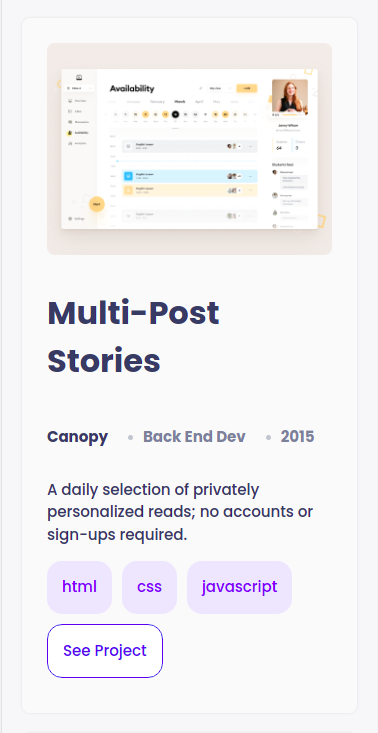 Availability
March
Multi-Post
Stories
Canopy • Back End Dev • 2015
A daily selection of privately
personalized reads; no accounts or
sign-ups required.
html css javascript
See Project